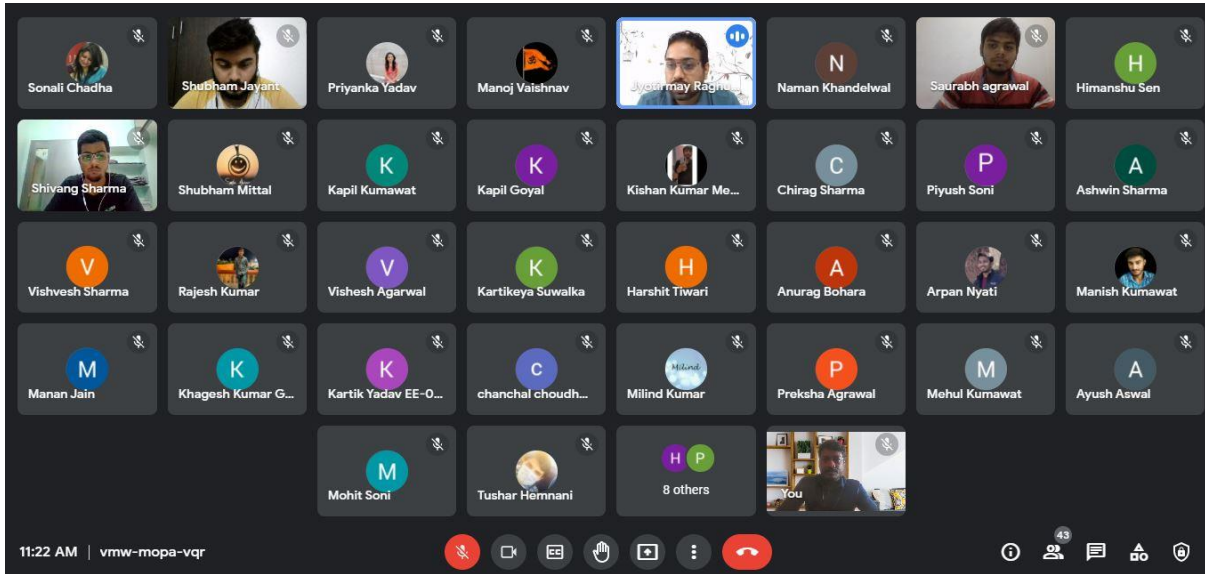 Sonali Chadha
Shubham Jayant
Priyanka Yadav
Manoj Vaishnav
Jyotirmay Raghu...
N
Naman Khandelwal
Saurabh agrawal
H
Himanshu Sen
Shivang Sharma
Shubham Mittal
K
Kapil Kumawat
K
Kapil Goyal
Kishan Kumar Me...
C
Chirag Sharma
P
Piyush Soni
A
Ashwin Sharma
V
Vishvesh Sharma
Rajesh Kumar
V
Vishesh Agarwal
K
Kartikeya Suwalka
H
Harshit Tiwari
A
Anurag Bohara
Arpan Nyati
Manish Kumawat
M
Manan Jain
K
Khagesh Kumar G...
K
Kartik Yadav EE-0...
c
chanchal choudh...
Milind
Milind Kumar
P
Preksha Agrawal
M
Mehul Kumawat
A
Ayush Aswal
M
Mohit Soni
Tushar Hemnani
H P
8 others
You
11:22 AM | vmw-mopa-vqr
CC
43